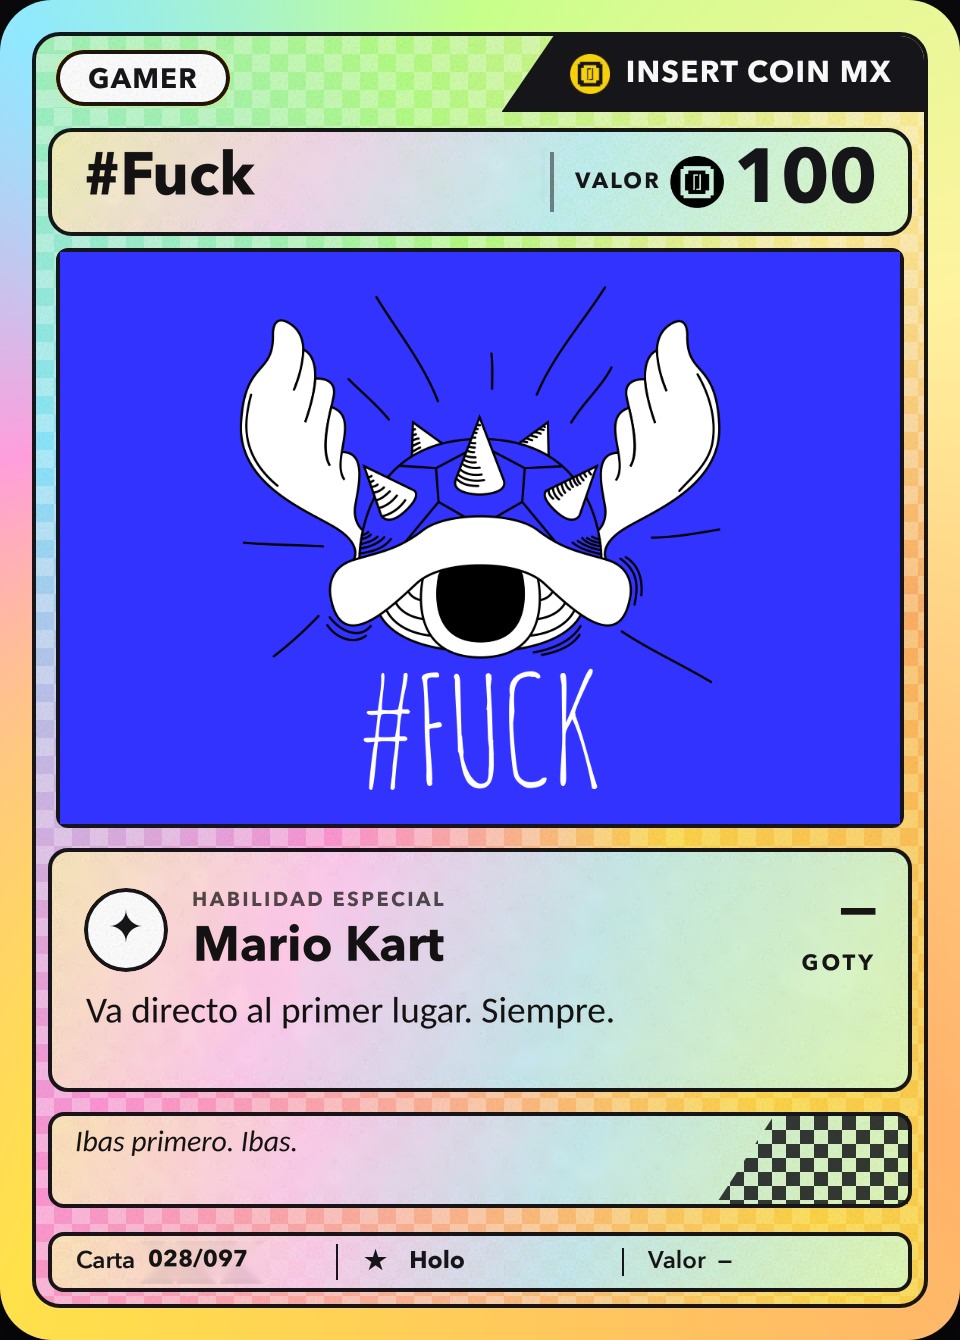 GAMER
INSERT COIN MX
#Fuck
VALOR 100
#FUCK
HABILIDAD ESPECIAL
Mario Kart
–
GOTY
Va directo al primer lugar. Siempre.
Ibas primero. Ibas.
Carta 028/097 ★ Holo Valor –